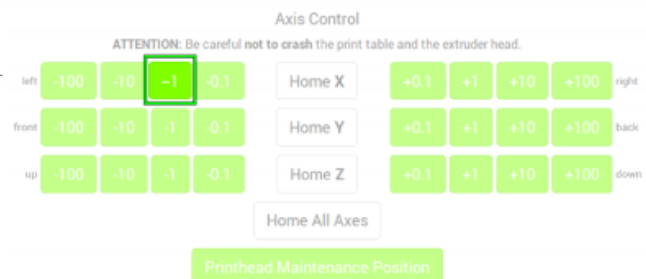 Axis Control
ATTENTION: Be careful not to crash the print table and the extruder head.
left -100 -10 -1 -0.1 Home X +0.1 +1 +10 +100 right
front -100 -10 -1 -0.1 Home Y +0.1 +1 +10 +100 back
up -100 -10 -1 -0.1 Home Z +0.1 +1 +10 +100 down
Home All Axes
Printhead Maintenance Position